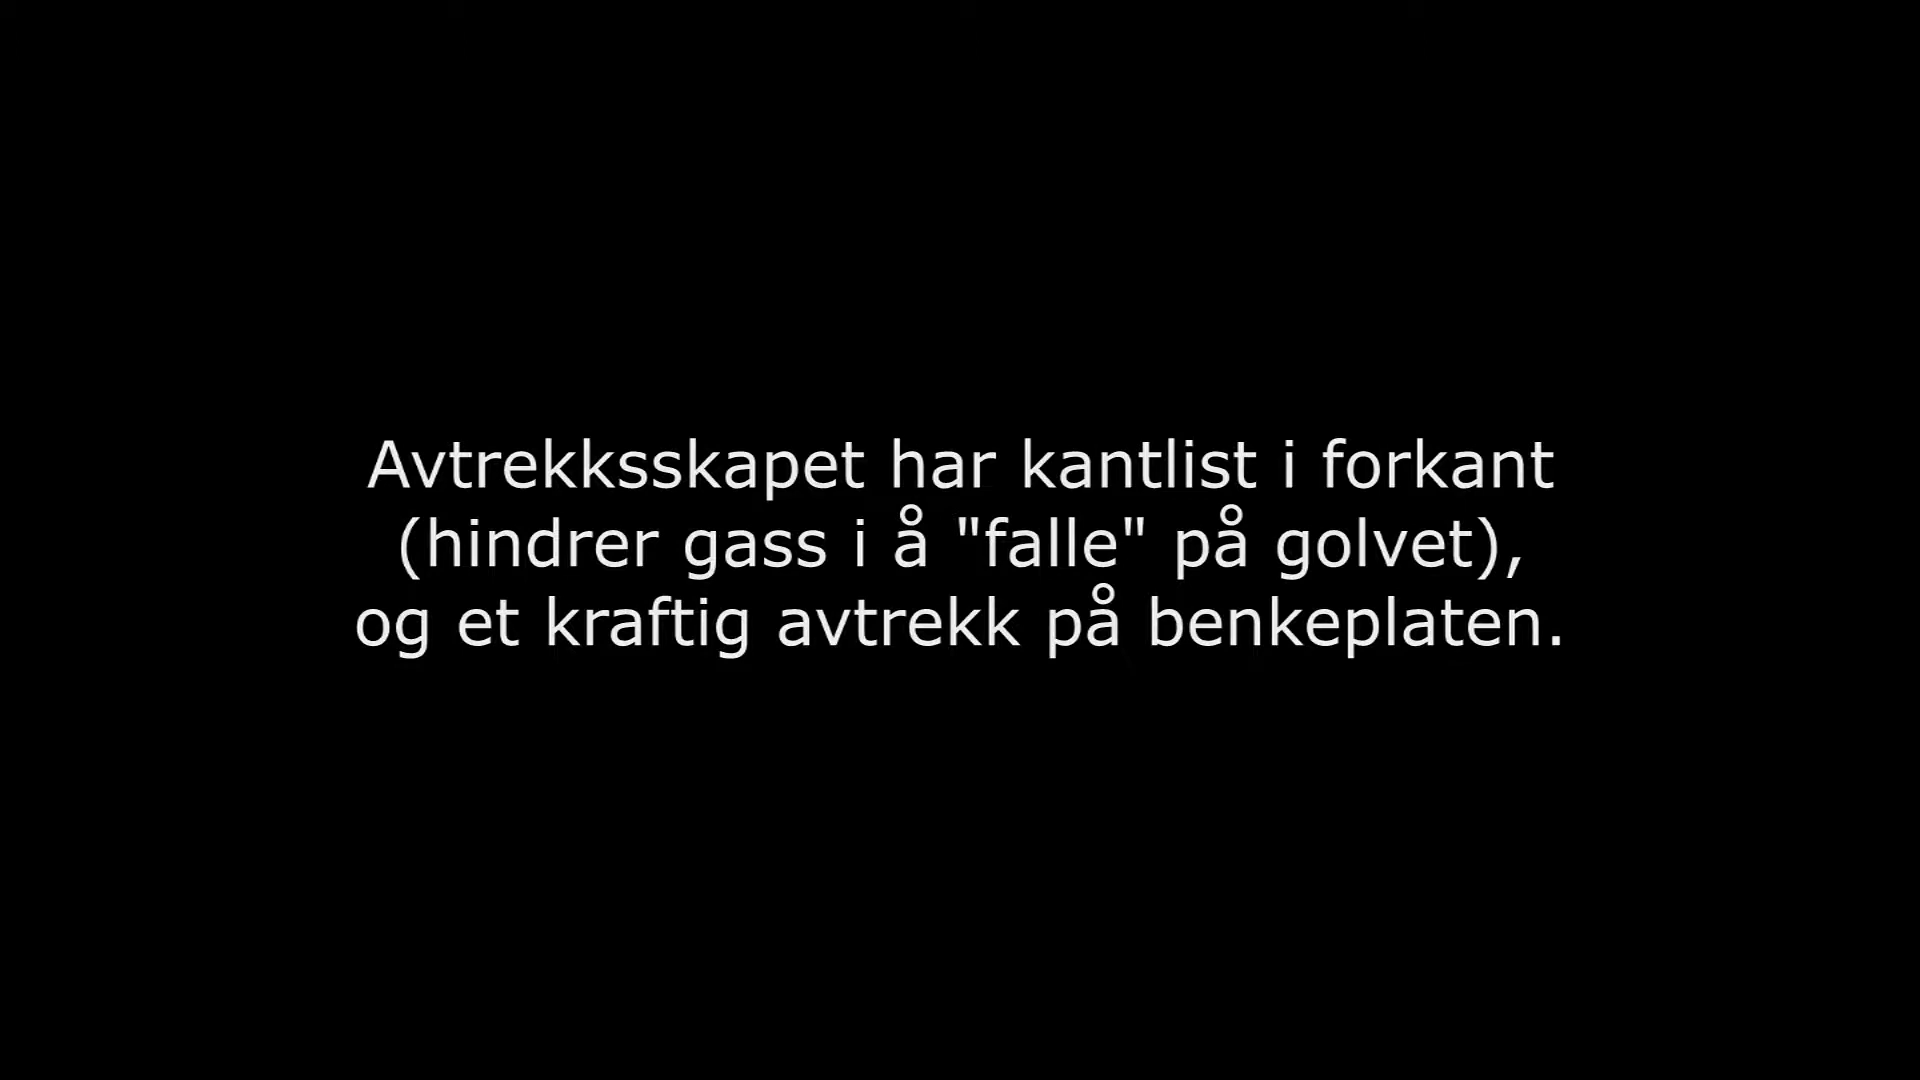 Avtrekksskapet har kantlist i forkant
(hindrer gass i å "falle" på golvet),
og et kraftig avtrekk på benkeplaten.